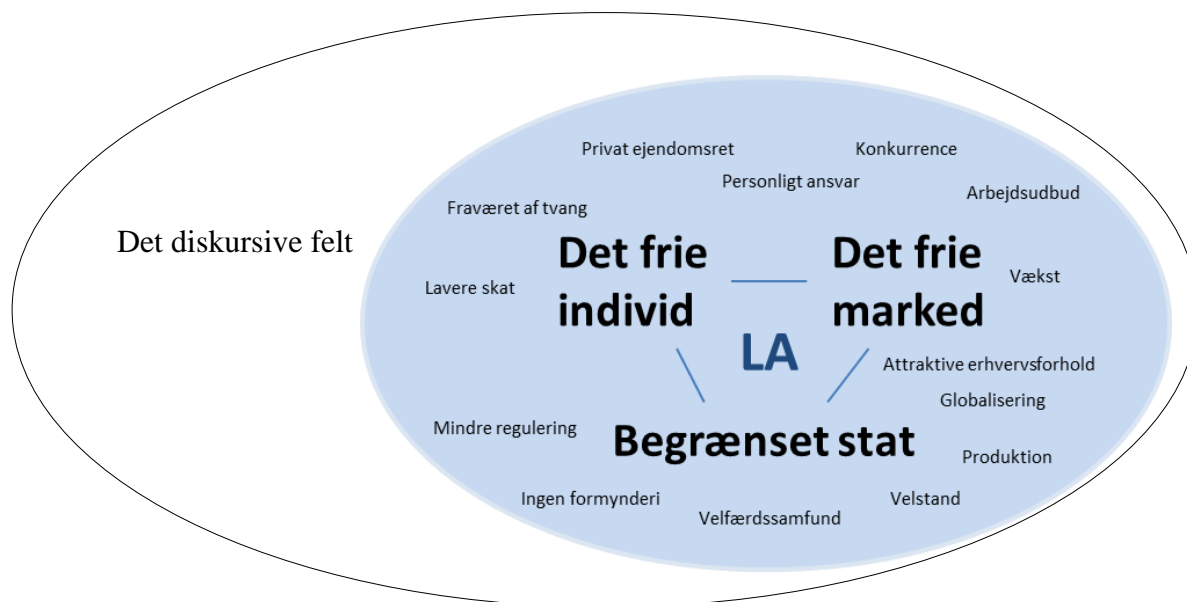 Privat ejendomsret
Konkurrence
Personligt ansvar
Arbejdsudbud
Fraværet af tvang
Det diskursive felt
Det frie
individ
Det frie
marked
Vækst
Lavere skat
LA
Attraktive erhvervsforhold
Globalisering
Mindre regulering
Begrænset stat
Produktion
Ingen formynderi
Velstand
Velfærdssamfund